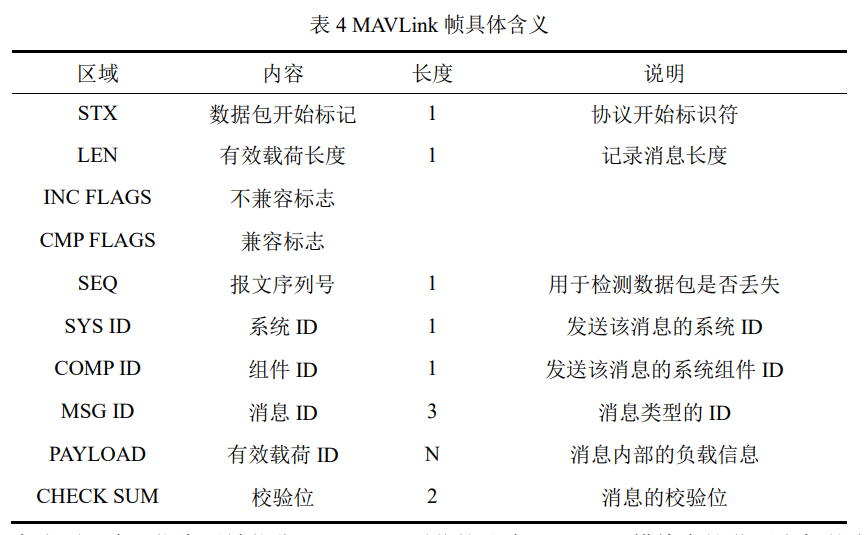 表 4 MAVLink 帧具体含义
区域 内容 长度 说明
STX 数据包开始标记 1 协议开始标识符
LEN 有效载荷长度 1 记录消息长度
INC FLAGS 不兼容标志
CMP FLAGS 兼容标志
SEQ 报文序列号 1 用于检测数据包是否丢失
SYS ID 系统 ID 1 发送该消息的系统 ID
COMP ID 组件 ID 1 发送该消息的系统组件 ID
MSG ID 消息 ID 3 消息类型的 ID
PAYLOAD 有效载荷 ID N 消息内部的负载信息
CHECK SUM 校验位 2 消息的校验位